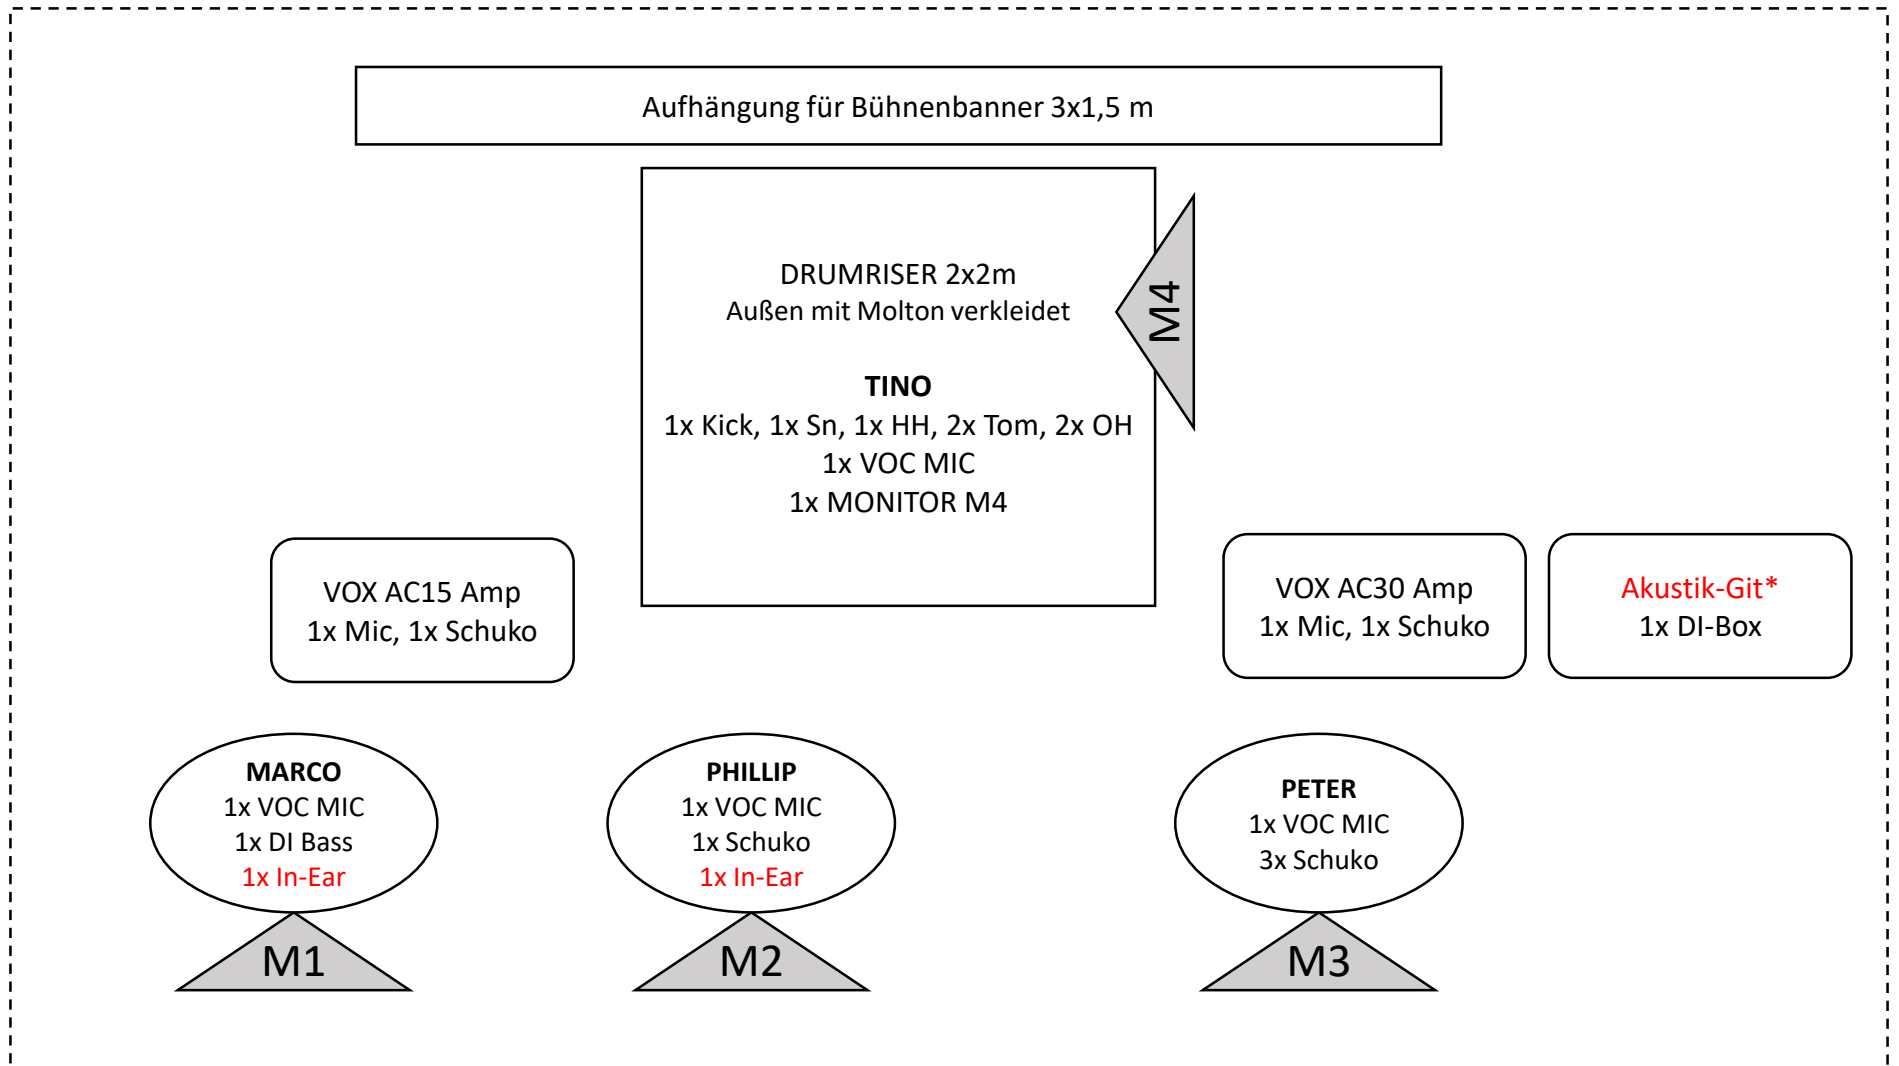 Aufhängung für Bühnenbanner 3x1,5 m
DRUMRISER 2x2m
Außen mit Molton verkleidet
TINO
1x Kick, 1x Sn, 1x HH, 2x Tom, 2x OH
1x VOC MIC
1x MONITOR M4
M4
VOX AC15 Amp
1x Mic, 1x Schuko
VOX AC30 Amp
1x Mic, 1x Schuko
Akustik-Git*
1x DI-Box
MARCO
1x VOC MIC
1x DI Bass
1x In-Ear
M1
PHILLIP
1x VOC MIC
1x Schuko
1x In-Ear
M2
PETER
1x VOC MIC
3x Schuko
M3